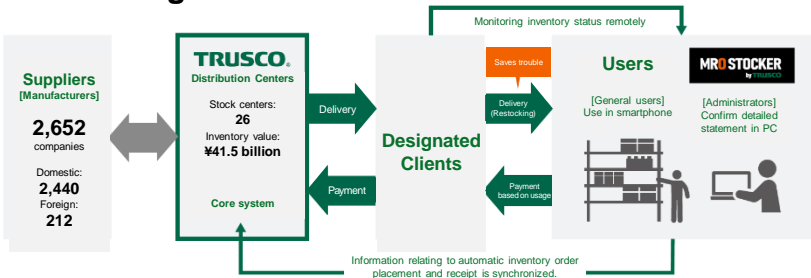 Monitoring inventory status remotely
Suppliers
[Manufacturers]
2,652
companies
Domestic:
2,440
Foreign:
212
TRUSCO.
Distribution Centers
Stock centers:
26
Inventory value:
¥41.5 billion
Core system
Delivery
Payment
Designated
Clients
Saves trouble
Delivery
(Restocking)
Payment
based on usage
Users
[General users]
Use in smartphone
MRO STOCKER
by TRUSCO
[Administrators]
Confirm detailed
statement in PC
Information relating to automatic inventory order
placement and receipt is synchronized.